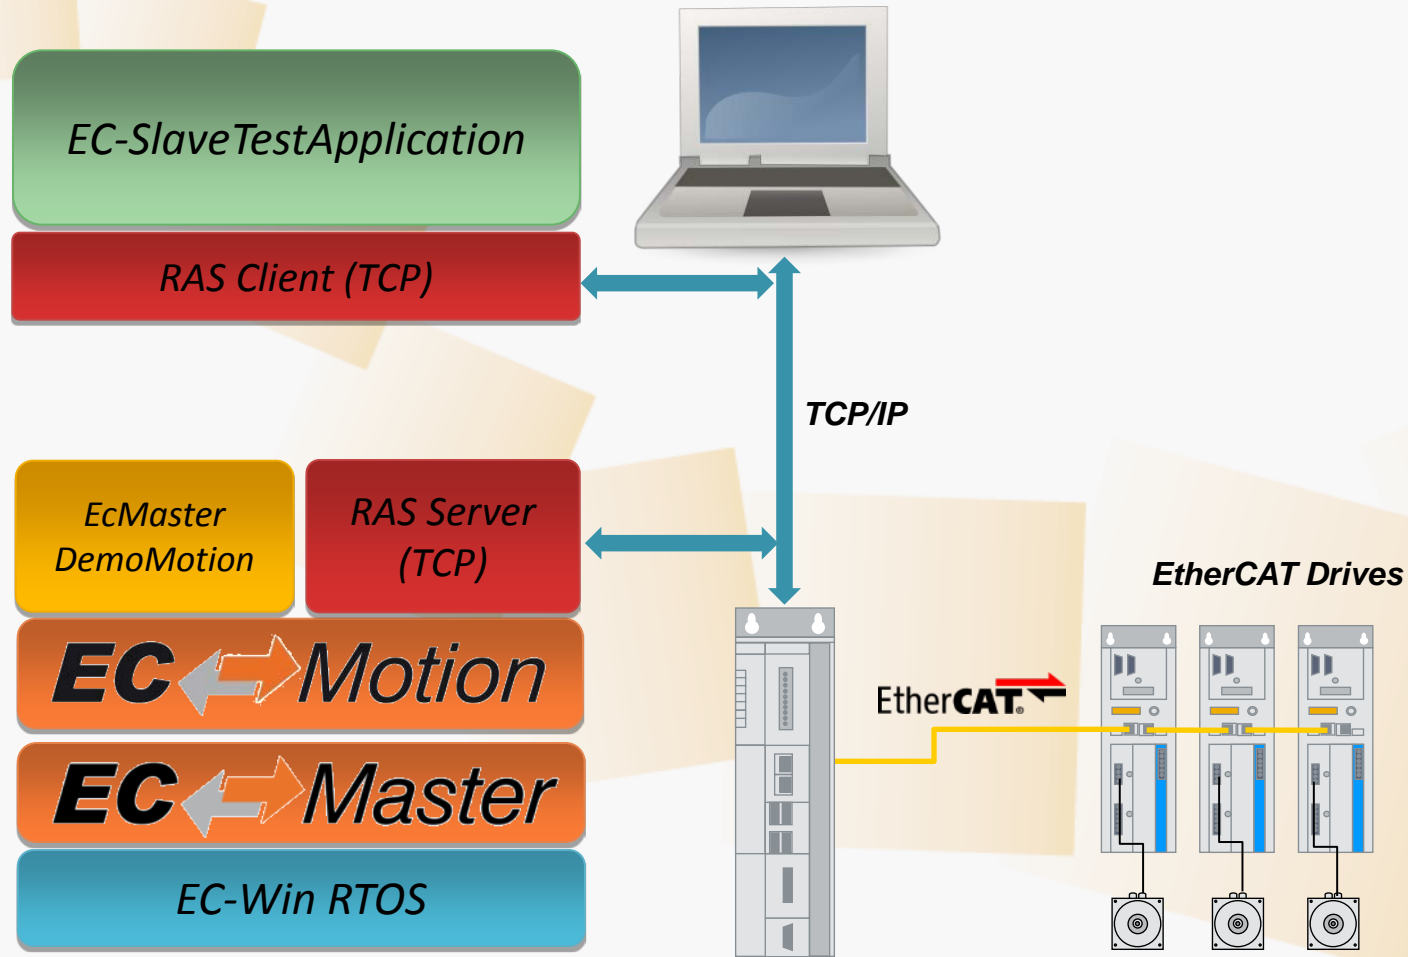 EC-SlaveTestApplication
RAS Client (TCP)
TCP/IP
EcMaster
DemoMotion
RAS Server
(TCP)
EtherCAT Drives
EC Motion
EtherCAT®
EC Master
EC-Win RTOS